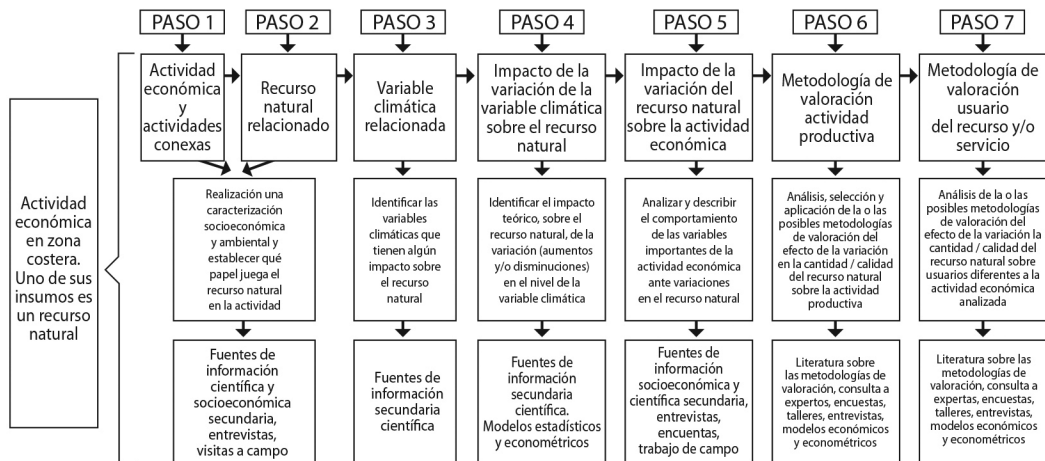 PASO 1
PASO 2
PASO 3
PASO 4
PASO 5
PASO 6
PASO 7
Actividad
económica
en zona
costera.
Uno de sus
insumos es
un recurso
natural
Actividad
económica
y
actividades
conexas
Recurso
natural
relacionado
Variable
climática
relacionada
Impacto de la
variación de
la variable climática
sobre el recurso
natural
Impacto de la
variación del
recurso natural
sobre la actividad
económica
Metodología de
valoración
actividad
productiva
Metodología de
valoración
usuario
del recurso y/o
servicio
Realización una
caracterización
socioeconómica
y ambiental y
establecer qué
papel juega el
recurso natural
en la actividad
Identificar las
variables
climáticas que
tienen algún
impacto sobre
el recurso
natural
Identificar el impacto
teórico, sobre el
recurso natural, de la
variación (aumentos
y/o disminuciones)
en el nivel de la
variable climática
Analizar y describir
el comportamiento
de las variables
importantes de la
actividad económica
ante variaciones
en el recurso natural
Análisis, selección y
aplicación de la o las
posibles metodologías
de valoración del
efecto de la variación
en la cantidad / calidad
del recurso natural
sobre la actividad
productiva
Análisis de la o las
posibles metodologías
de valoración del
efecto de la variación la
cantidad / calidad del
recurso natural sobre
usuarios diferentes a la
actividad económica
analizada
Fuentes de
información
científica y
socioeconómica
secundaria,
entrevistas,
visitas a campo
Fuentes de
información
secundaria
científica
Fuentes de
información
secundaria
científica.
Modelos estadísticos
y econométricos
Fuentes de
información
socioeconómica y
científica secundaria,
entrevistas,
encuentas,
trabajo de campo
Literatura sobre
las metodologías de
valoración, consulta a
expertos, encuestas,
talleres, entrevistas,
modelos económicos
y econométricos
Literatura sobre las
metodologías de
valoración, consulta a
expertas, encuestas,
talleres, entrevistas,
modelos económicos
y econométricos